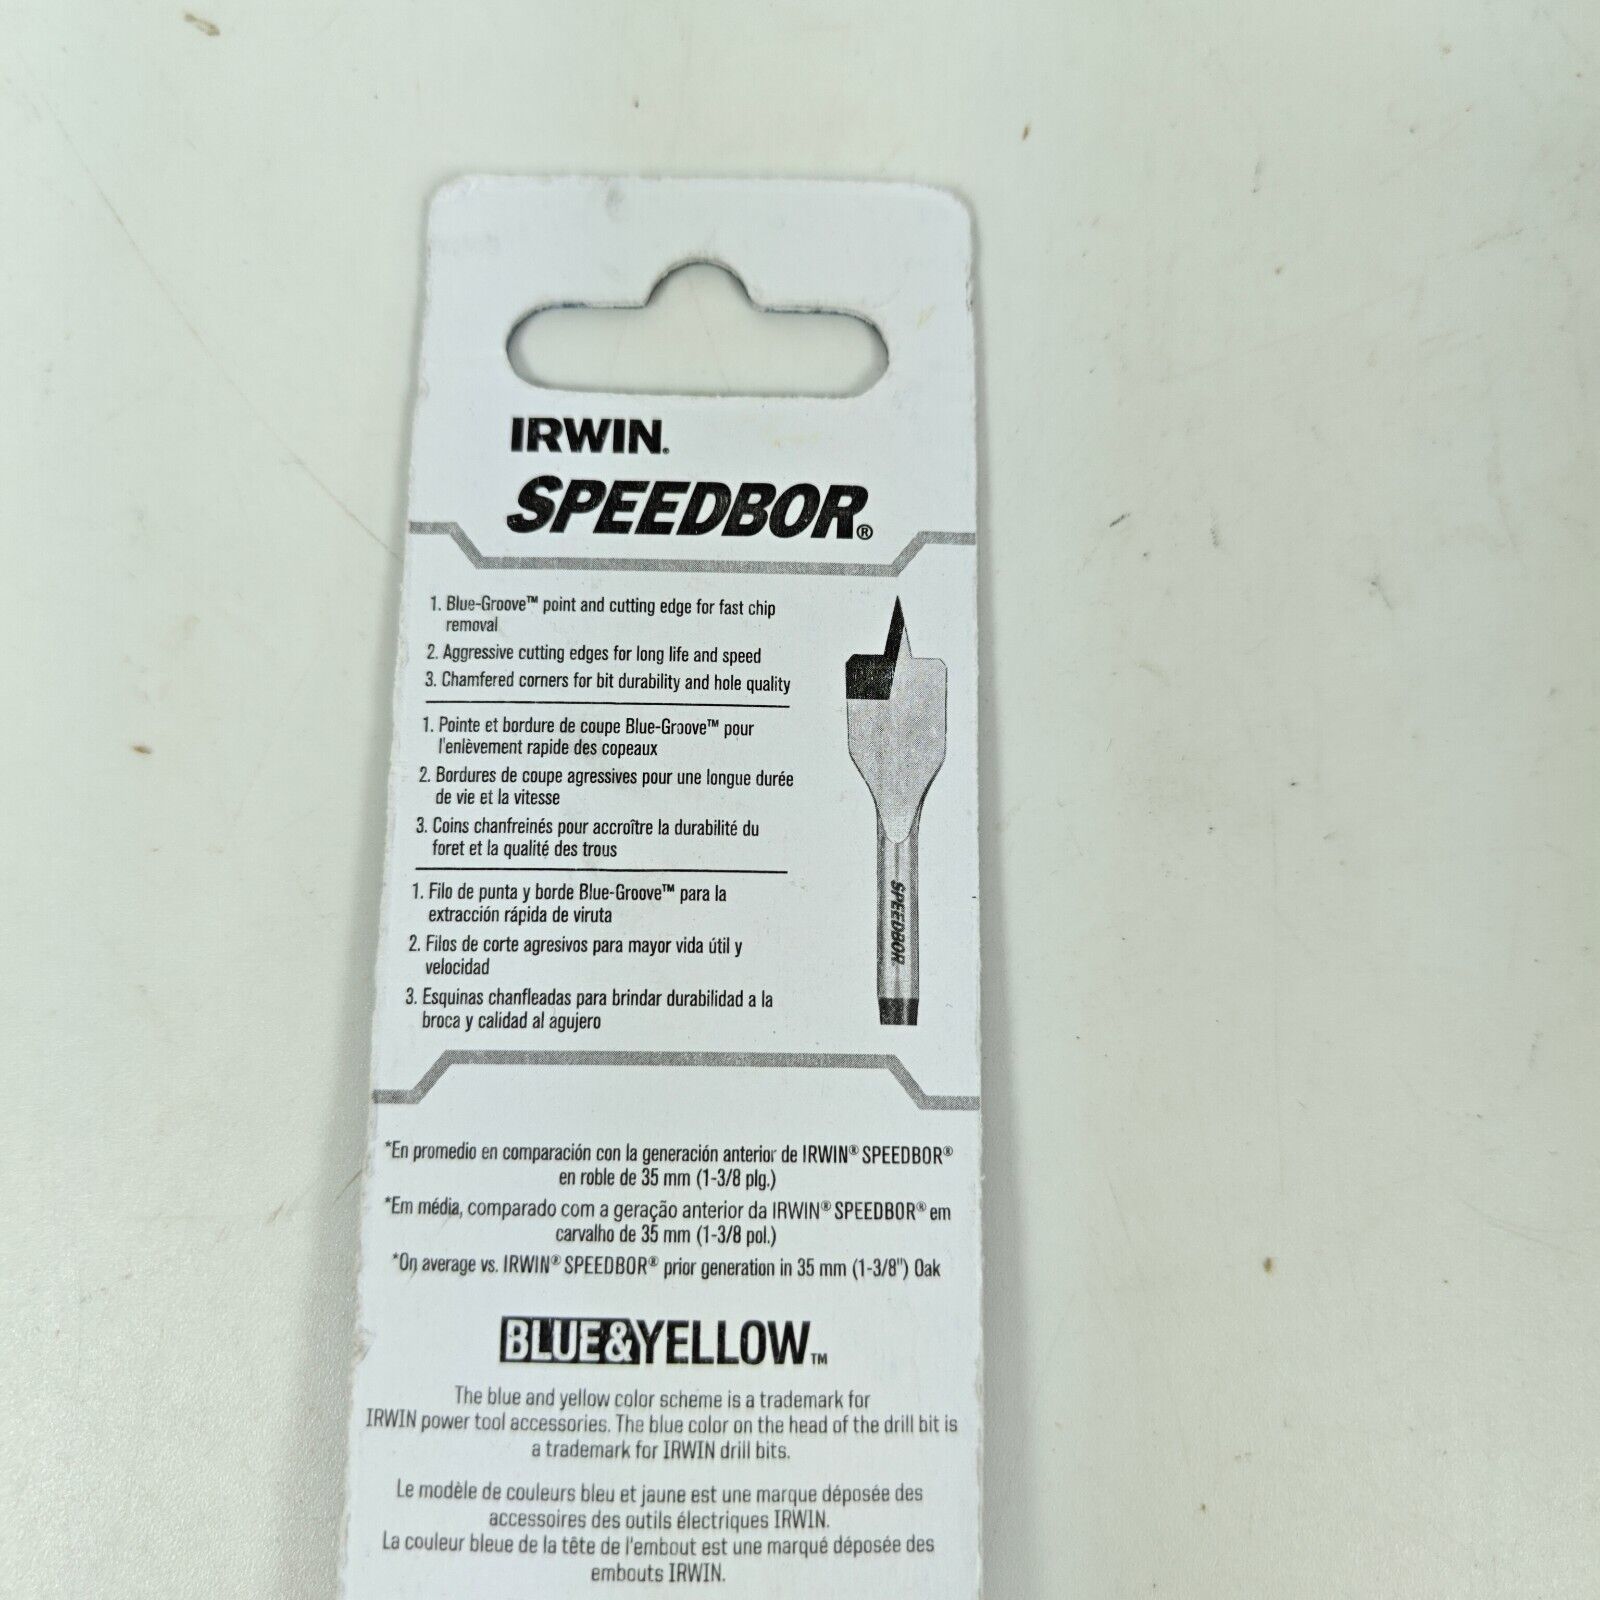 IRWIN®
SPEEDBOR®
1. Blue-Groove™ point and cutting edge for fast chip
removal
2. Aggressive cutting edges for long life and speed
3. Chamfered corners for bit durability and hole quality
1. Pointe et bordure de coupe Blue-Groove™ pour
l'enlèvement rapide des copeaux
2. Bordures de coupe agressives pour une longue durée
de vie et la vitesse
3. Coins chanfreinés pour accroître la durabilité du
foret et la qualité des trous
1. Filo de punta y borde Blue-Groove™ para la
extracción rápida de viruta
2. Filos de corte agresivos para mayor vida útil y
velocidad
3. Esquinas chanfleadas para brindar durabilidad a la
broca y calidad al agujero
SPEEDBOR
*En promedio en comparación con la generación anterior de IRWIN® SPEEDBOR®
en roble de 35 mm (1-3/8 plg.)
*Em média, comparado com a geração anterior da IRWIN® SPEEDBOR® em
carvalho de 35 mm (1-3/8 pol.)
*On average vs. IRWIN® SPEEDBOR® prior generation in 35 mm (1-3/8") Oak
BLUE&YELLOW™
The blue and yellow color scheme is a trademark for
IRWIN power tool accessories. The blue color on the head of the drill bit is
a trademark for IRWIN drill bits.
Le modèle de couleurs bleu et jaune est une marque déposée des
accessoires des outils électriques IRWIN.
La couleur bleue de la tête de l'embout est une marqué déposée des
embouts IRWIN.